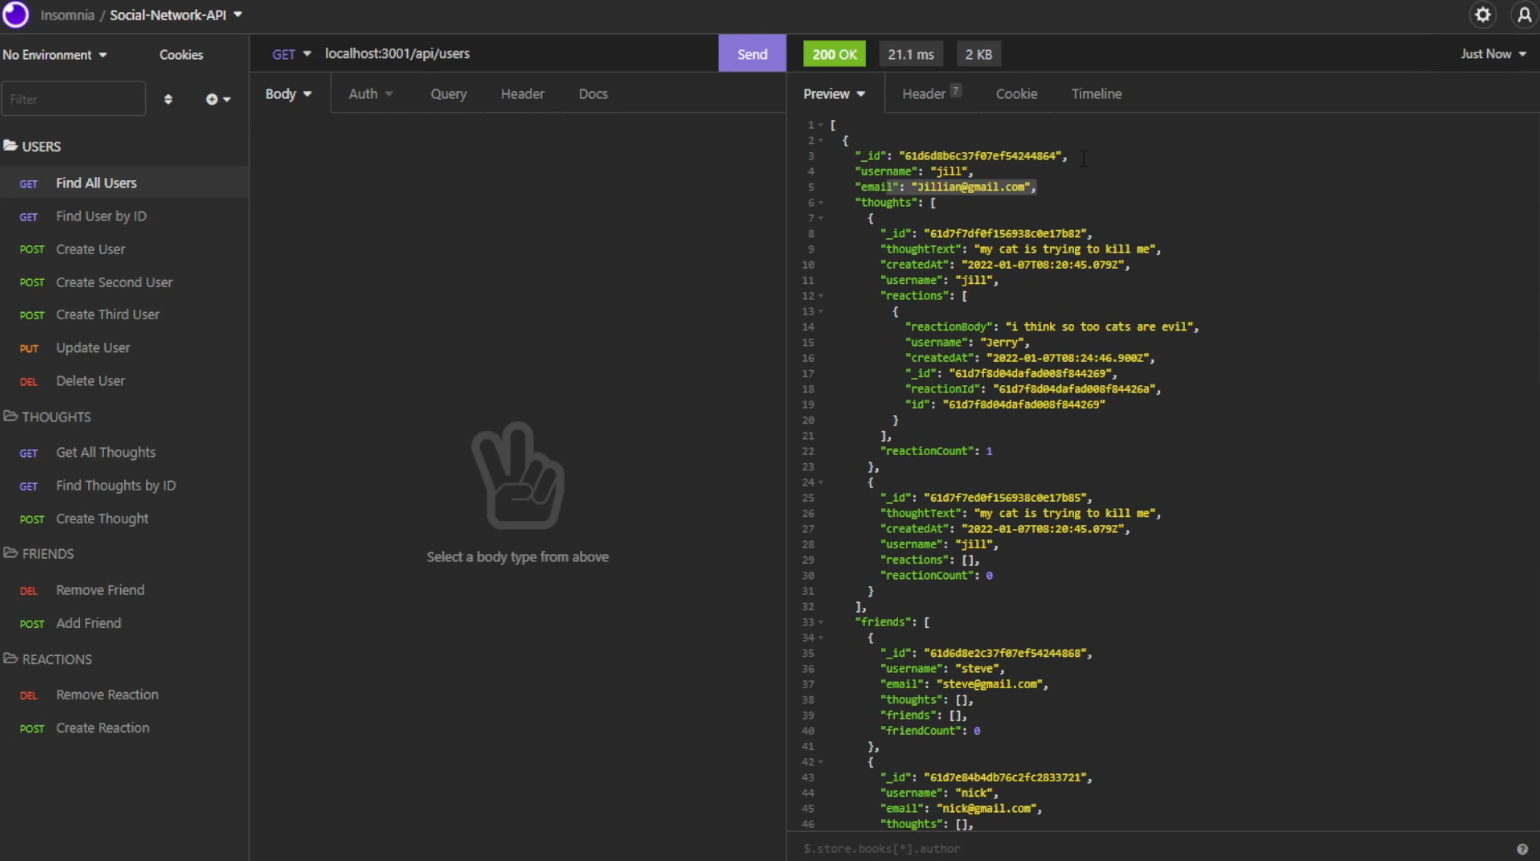 Insomnia / Social-Network-API
No Environment
Cookies
Filter
USERS
GET Find All Users
GET Find User by ID
POST Create User
POST Create Second User
POST Create Third User
PUT Update User
DEL Delete User
THOUGHTS
GET Get All Thoughts
GET Find Thoughts by ID
POST Create Thought
FRIENDS
DEL Remove Friend
POST Add Friend
REACTIONS
DEL Remove Reaction
POST Create Reaction
GET localhost:3001/api/users Send
Body Auth Query Header Docs
Select a body type from above
200 OK 21.1 ms 2 KB Just Now
Preview Header 7 Cookie Timeline
1 [
2 {
3 "_id": "61d6d8b6c37f07ef54244864",
4 "username": "jill",
5 "email": "Jillian@gmail.com",
6 "thoughts": [
7 {
8 "_id": "61d7f7df0f156938c0e17b82",
9 "thoughtText": "my cat is trying to kill me",
10 "createdAt": "2022-01-07T08:20:45.079Z",
11 "username": "jill",
12 "reactions": [
13 {
14 "reactionBody": "i think so too cats are evil",
15 "username": "Jerry",
16 "createdAt": "2022-01-07T08:24:46.900Z",
17 "_id": "61d7f8d04dafad008f844269",
18 "reactionId": "61d7f8d04dafad008f84426a",
19 "id": "61d7f8d04dafad008f844269"
20 }
21 ],
22 "reactionCount": 1
23 },
24 {
25 "_id": "61d7f7ed0f156938c0e17b85",
26 "thoughtText": "my cat is trying to kill me",
27 "createdAt": "2022-01-07T08:20:45.079Z",
28 "username": "jill",
29 "reactions": [],
30 "reactionCount": 0
31 }
32 ],
33 "friends": [
34 {
35 "_id": "61d6d8e2c37f07ef54244868",
36 "username": "steve",
37 "email": "steve@gmail.com",
38 "thoughts": [],
39 "friends": [],
40 "friendCount": 0
41 },
42 {
43 "_id": "61d7e84b4db76c2fc2833721",
44 "username": "nick",
45 "email": "nick@gmail.com",
46 "thoughts": [],
$.store.books[*].author